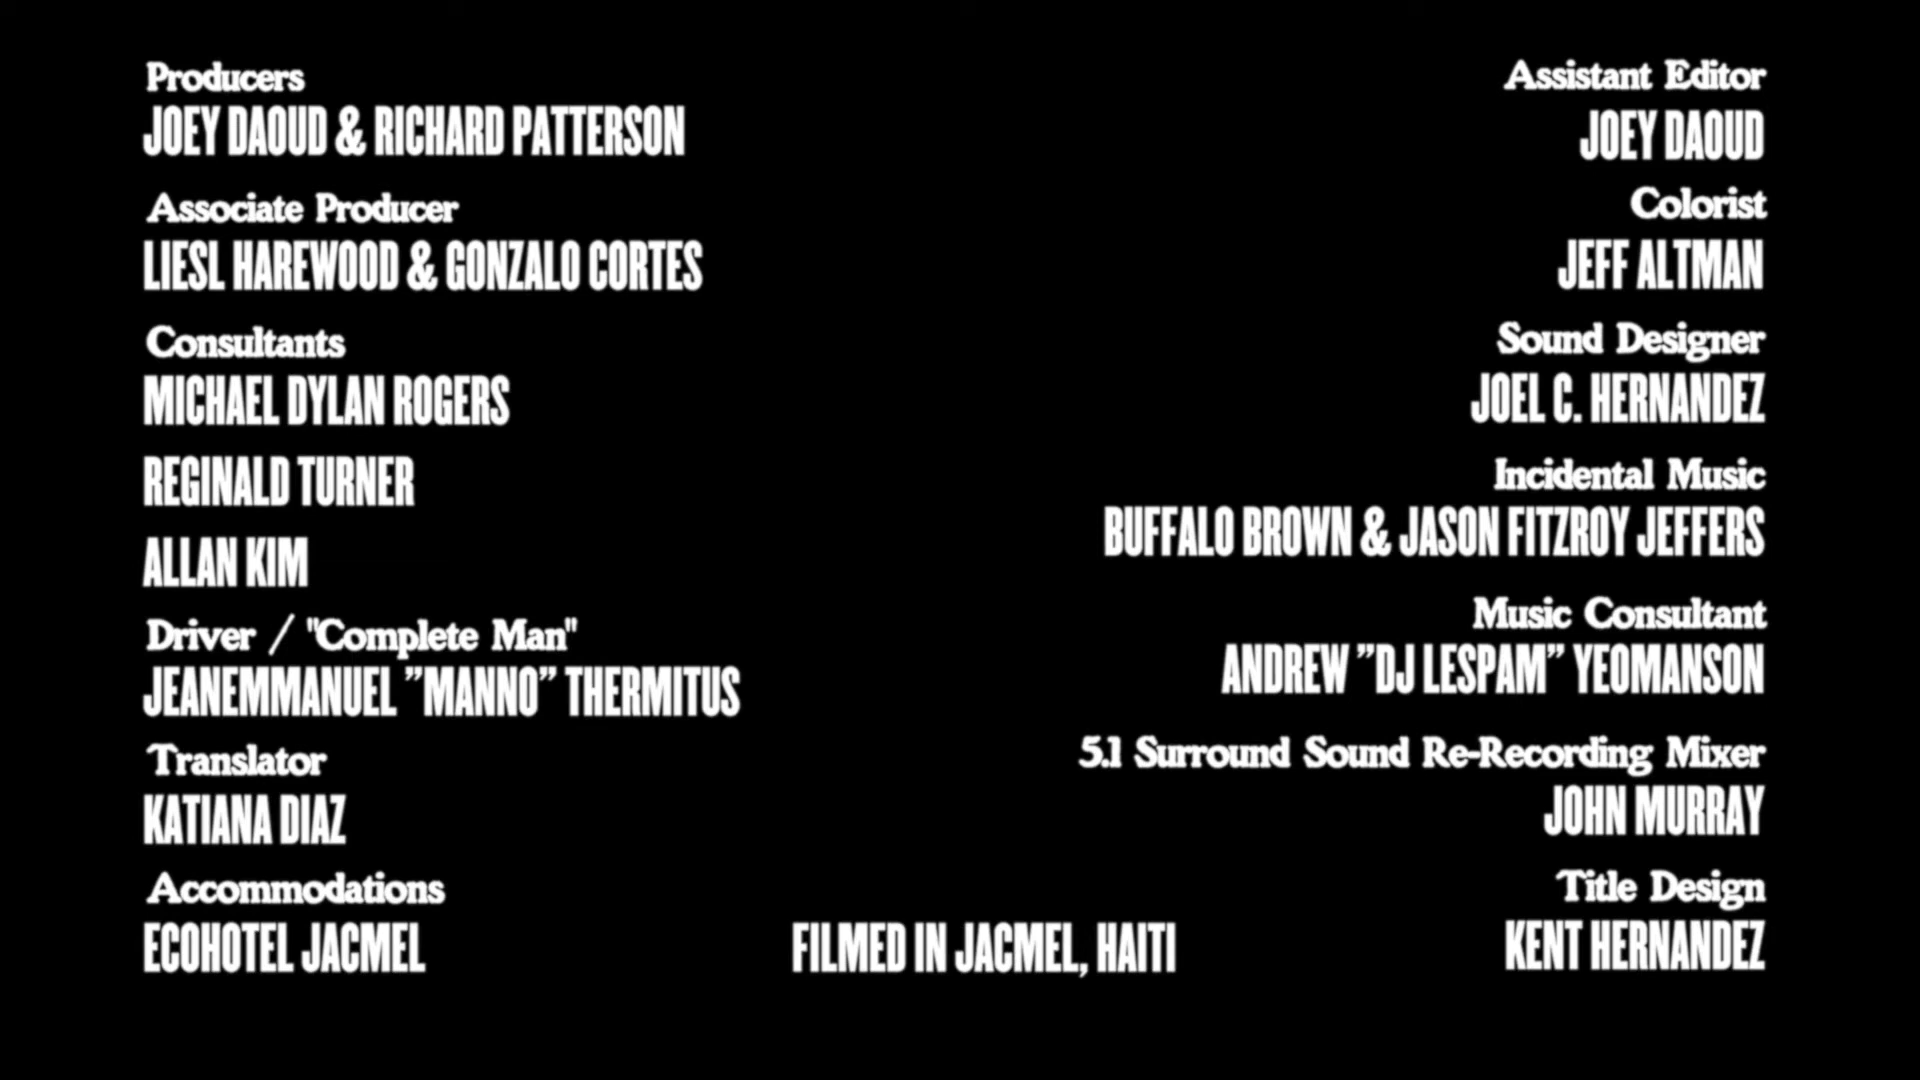 Producers
JOEY DAOUD & RICHARD PATTERSON
Associate Producer
LIESL HAREWOOD & GONZALO CORTES
Consultants
MICHAEL DYLAN ROGERS
REGINALD TURNER
ALLAN KIM
Driver / "Complete Man"
JEANEMMANUEL ”MANNO” THERMITUS
Translator
KATIANA DIAZ
Accommodations
ECOHOTEL JACMEL
FILMED IN JACMEL, HAITI
Assistant Editor
JOEY DAOUD
Colorist
JEFF ALTMAN
Sound Designer
JOEL C. HERNANDEZ
Incidental Music
BUFFALO BROWN & JASON FITZROY JEFFERS
Music Consultant
ANDREW ”DJ LESPAM” YEOMANSON
5.1 Surround Sound Re-Recording Mixer
JOHN MURRAY
Title Design
KENT HERNANDEZ